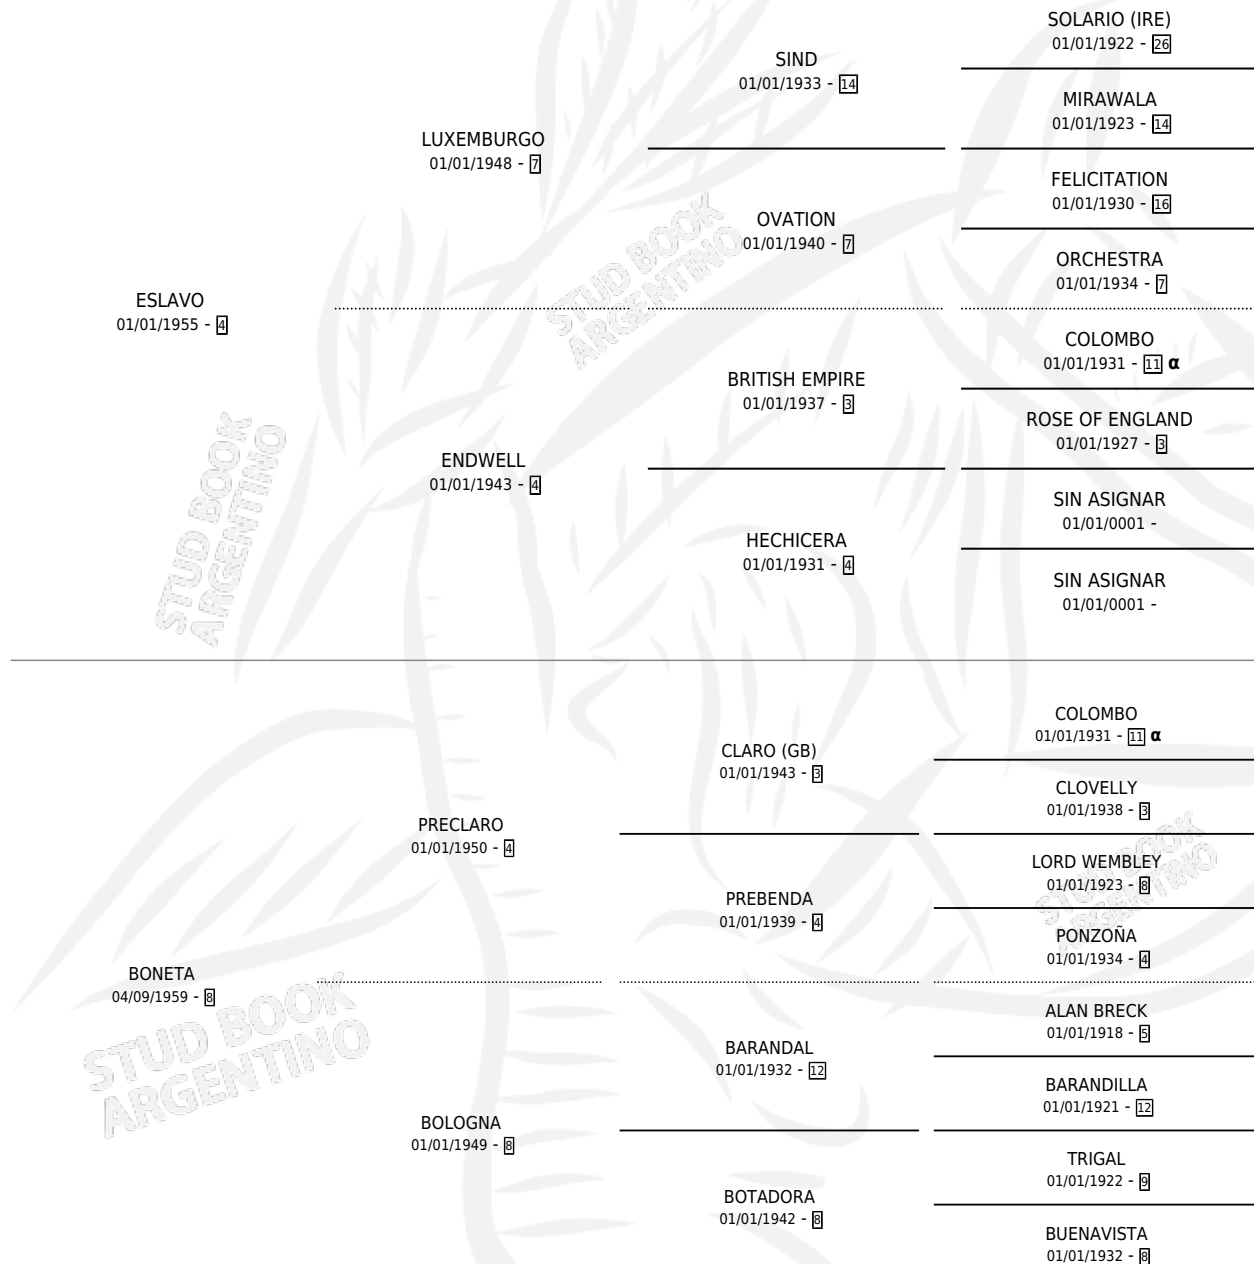 SOLARIO (IRE)
01/01/1922 - 26
SIND
01/01/1933 - 14
MIRAWALA
01/01/1923 - 14
LUXEMBURGO
01/01/1948 - 7
FELICITATION
01/01/1930 - 16
OVATION
01/01/1940 - 7
ORCHESTRA
01/01/1934 - 7
ESLAVO
01/01/1955 - 4
COLOMBO
01/01/1931 - 11 α
BRITISH EMPIRE
01/01/1937 - 3
ROSE OF ENGLAND
01/01/1927 - 3
ENDWELL
01/01/1943 - 4
SIN ASIGNAR
01/01/0001 -
HECHICERA
01/01/1931 - 4
SIN ASIGNAR
01/01/0001 -
COLOMBO
01/01/1931 - 11 α
CLARO (GB)
01/01/1943 - 3
CLOVELLY
01/01/1938 - 3
PRECLARO
01/01/1950 - 4
LORD WEMBLEY
01/01/1923 - 8
PREBENDA
01/01/1939 - 4
PONZOÑA
01/01/1934 - 4
BONETA
04/09/1959 - 8
ALAN BRECK
01/01/1918 - 5
BARANDAL
01/01/1932 - 12
BARANDILLA
01/01/1921 - 12
BOLOGNA
01/01/1949 - 8
TRIGAL
01/01/1922 - 9
BOTADORA
01/01/1942 - 8
BUENAVISTA
01/01/1932 - 8
STUD BOOK
ARGENTINO
STUD BOOK
ARGENTINO
STUD BOOK
ARGENTINO
STUD BOOK
ARGENTINO